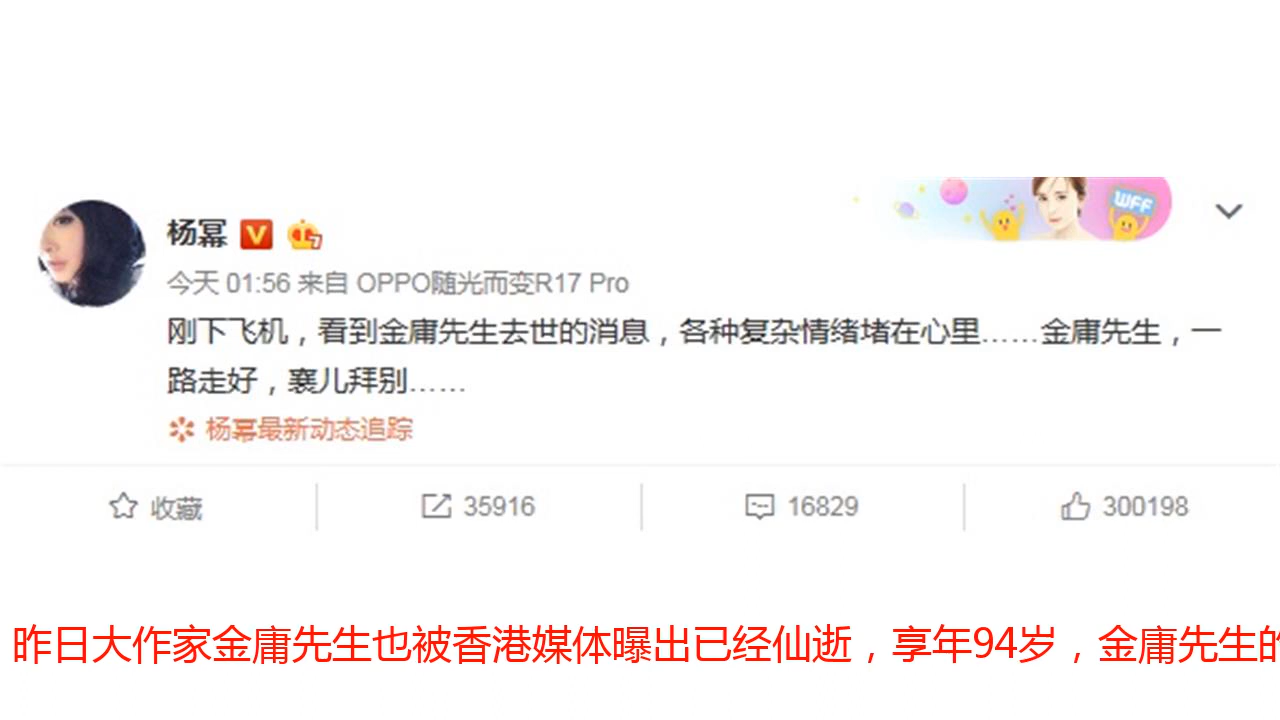 WFF
杨幂 V 7
今天 01:56 来自 OPPO随光而变R17 Pro
刚下飞机，看到金庸先生去世的消息，各种复杂情绪堵在心里……金庸先生，一
路走好，襄儿拜别……
杨幂最新动态追踪
收藏 35916 16829 300198
昨日大作家金庸先生也被香港媒体曝出已经仙逝，享年94岁，金庸先生的